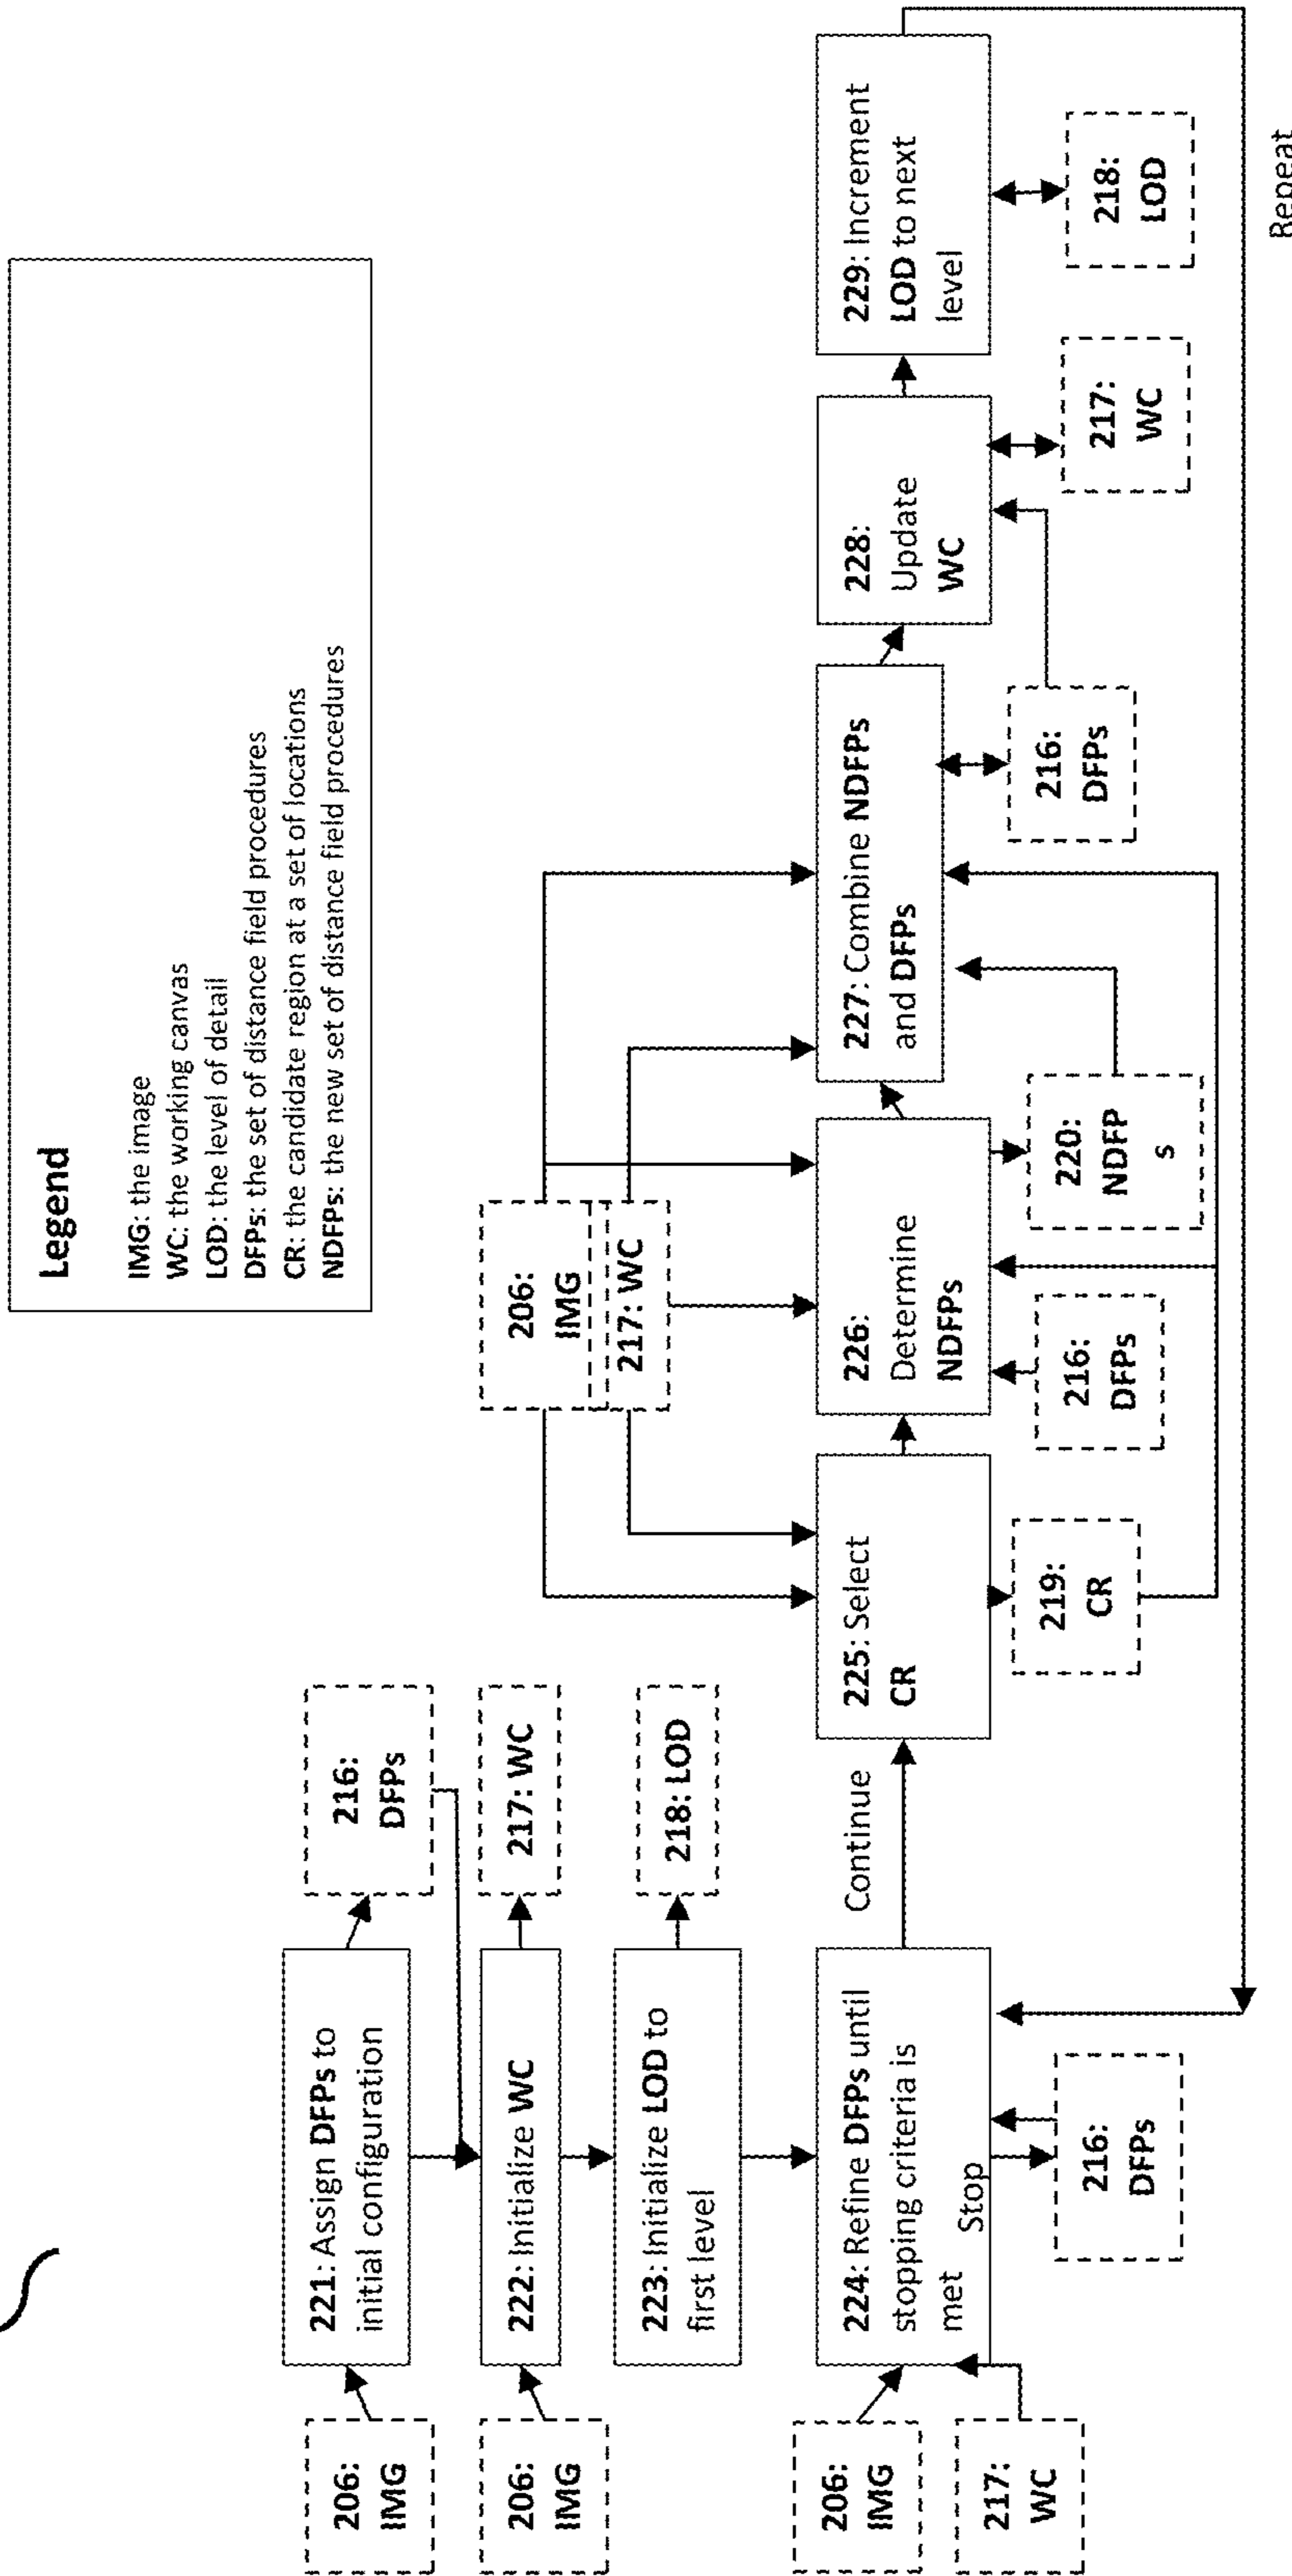 Legend
IMG: the image
WC: the working canvas
LOD: the level of detail
DFPs: the set of distance field procedures
CR: the candidate region at a set of locations
NDFPs: the new set of distance field procedures
206:
IMG
221: Assign DFPs to
initial configuration
216:
DFPs
206:
IMG
222: Initialize WC
217: WC
223: Initialize LOD to
first level
218: LOD
206:
IMG
217:
WC
224: Refine DFPs until
stopping criteria is
met
Stop
216:
DFPs
Continue
206:
IMG
217: WC
225: Select
CR
219:
CR
226:
Determine
NDFPs
216:
DFPs
220:
NDFP
s
227: Combine NDFPs
and DFPs
216:
DFPs
228:
Update
WC
217:
WC
229: Increment
LOD to next
level
218:
LOD
Repeat